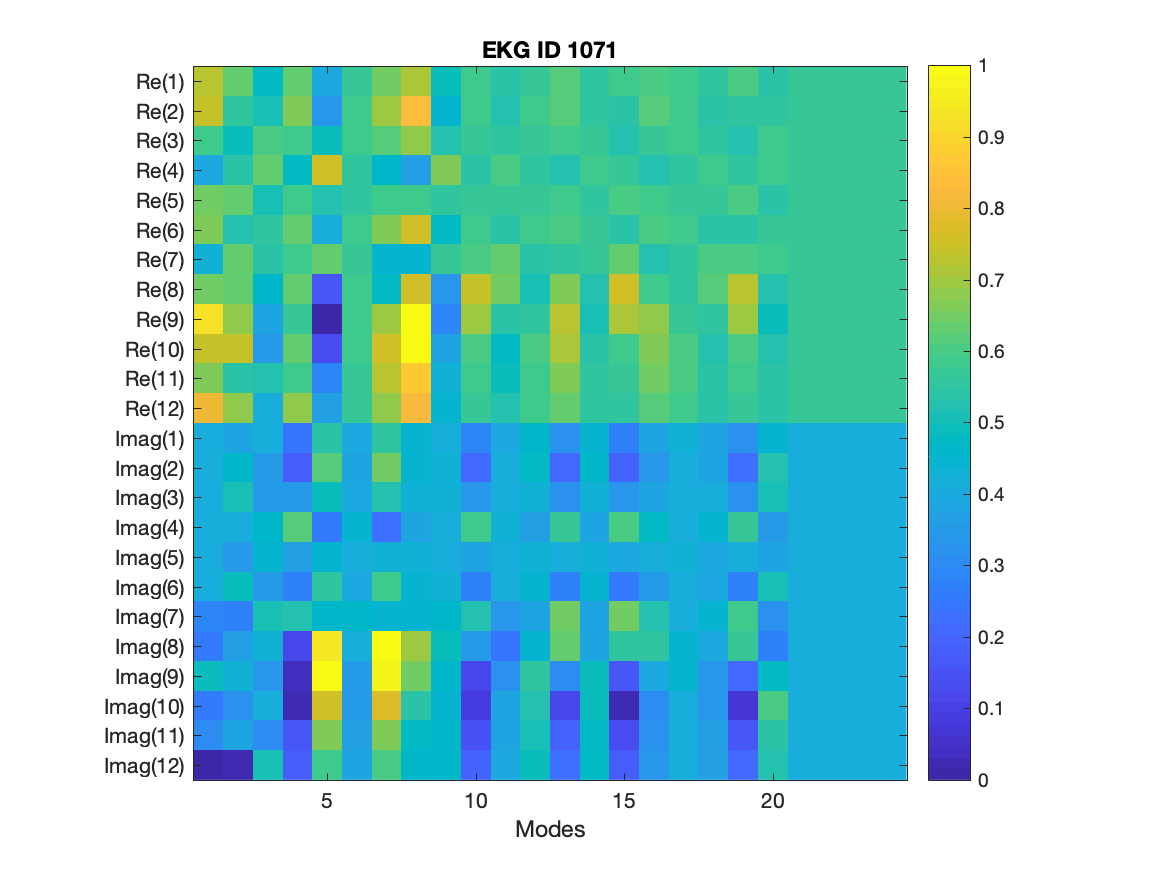 EKG ID 1071
Re(1)
Re(2)
Re(3)
Re(4)
Re(5)
Re(6)
Re(7)
Re(8)
Re(9)
Re(10)
Re(11)
Re(12)
Imag(1)
Imag(2)
Imag(3)
Imag(4)
Imag(5)
Imag(6)
Imag(7)
Imag(8)
Imag(9)
Imag(10)
Imag(11)
Imag(12)
5 10 15 20
Modes
1
0.9
0.8
0.7
0.6
0.5
0.4
0.3
0.2
0.1
0